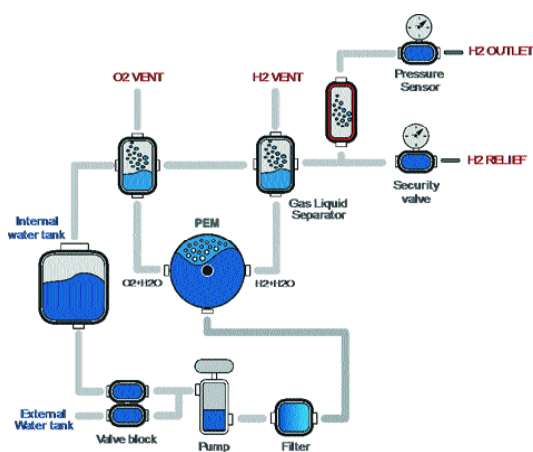 H2 OUTLET
Pressure
Sensor
O2 VENT
H2 VENT
H2 RELIEF
Security
valve
Gas Liquid
Separator
Internal
water tank
PEM
O2+H2O
H2+H2O
External
Water tank
Valve block
Pump
Filter